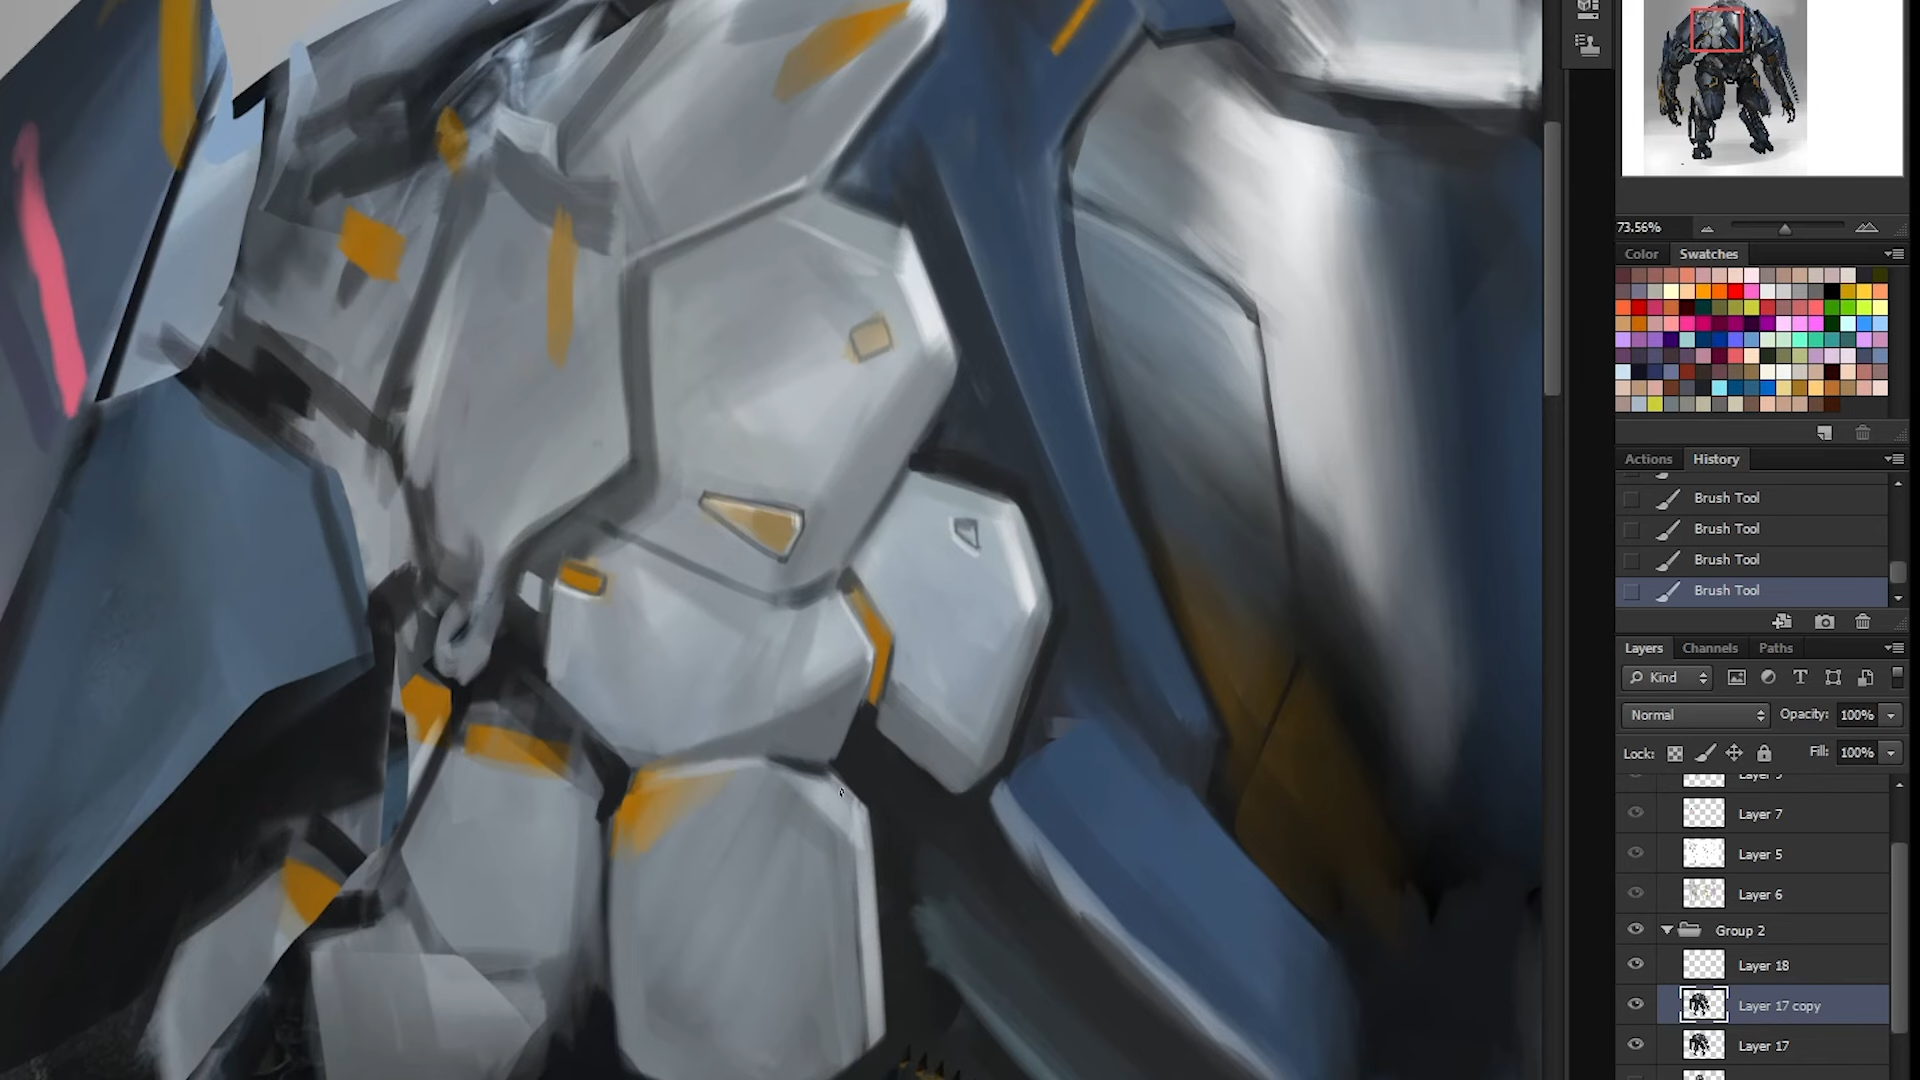 73.56%
Color Swatches
Actions History
Brush Tool
Brush Tool
Brush Tool
Brush Tool
Layers Channels Paths
Kind
Normal Opacity: 100%
Lock: Fill: 100%
Layer 7
Layer 5
Layer 6
Group 2
Layer 18
Layer 17 copy
Layer 17